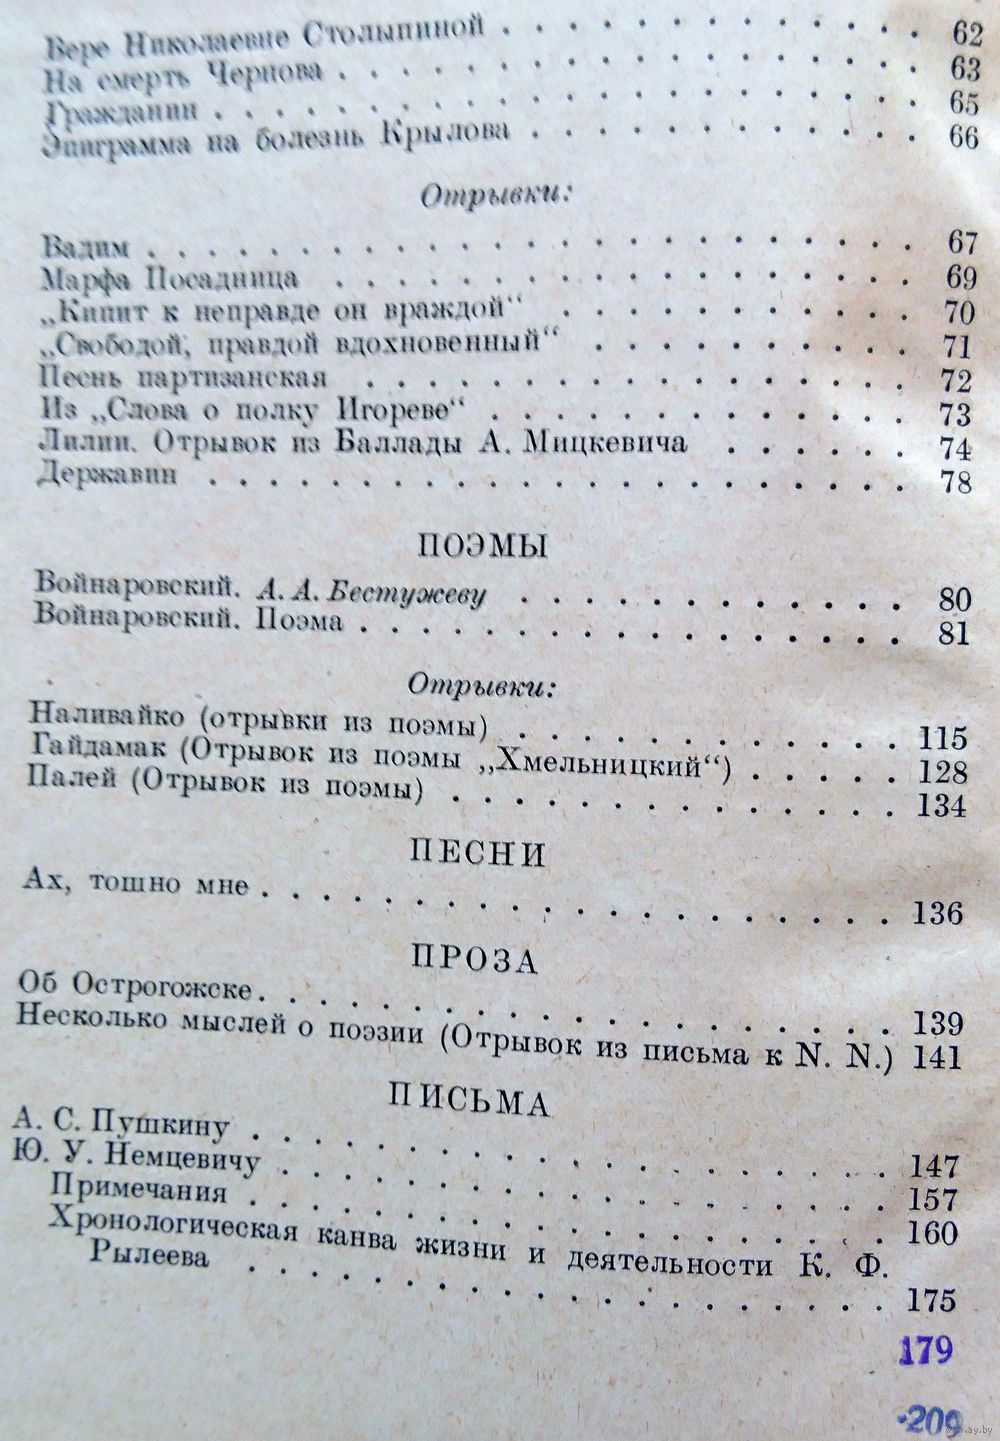 Вере Николаевне Столыпиной . . . . . . . . . . . . . 62
На смерть Чернова . . . . . . . . . . . . . . . . . . 63
Гражданин . . . . . . . . . . . . . . . . . . . . . . 65
Эпиграмма на болезнь Крылова . . . . . . . . . . . . 66
Отрывки:
Вадим . . . . . . . . . . . . . . . . . . . . . . . . 67
Марфа Посадница . . . . . . . . . . . . . . . . . . 69
„Кипит к неправде он враждой“ . . . . . . . . . . . 70
„Свободой, правдой вдохновенный“ . . . . . . . . . . 71
Песнь партизанская . . . . . . . . . . . . . . . . . 72
Из „Слова о полку Игореве“ . . . . . . . . . . . . . 73
Лилии. Отрывок из Баллады А. Мицкевича . . . . . . 74
Державин . . . . . . . . . . . . . . . . . . . . . . 78
ПОЭМЫ
Войнаровский. А. А. Бестужеву . . . . . . . . . . . . 80
Войнаровский. Поэма . . . . . . . . . . . . . . . . . 81
Отрывки:
Наливайко (отрывки из поэмы) . . . . . . . . . . . . 115
Гайдамак (Отрывок из поэмы „Хмельницкий“) . . . . . 128
Палей (Отрывок из поэмы) . . . . . . . . . . . . . . 134
ПЕСНИ
Ах, тошно мне . . . . . . . . . . . . . . . . . . . . 136
ПРОЗА
Об Острогожске . . . . . . . . . . . . . . . . . . . 139
Несколько мыслей о поэзии (Отрывок из письма к N. N.) 141
ПИСЬМА
А. С. Пушкину . . . . . . . . . . . . . . . . . . . . 147
Ю. У. Немцевичу . . . . . . . . . . . . . . . . . . . 157
Примечания . . . . . . . . . . . . . . . . . . . . . 160
Хронологическая канва жизни и деятельности К. Ф.
Рылеева . . . . . . . . . . . . . . . . . . . . . . . 175
179
209
www.ay.by